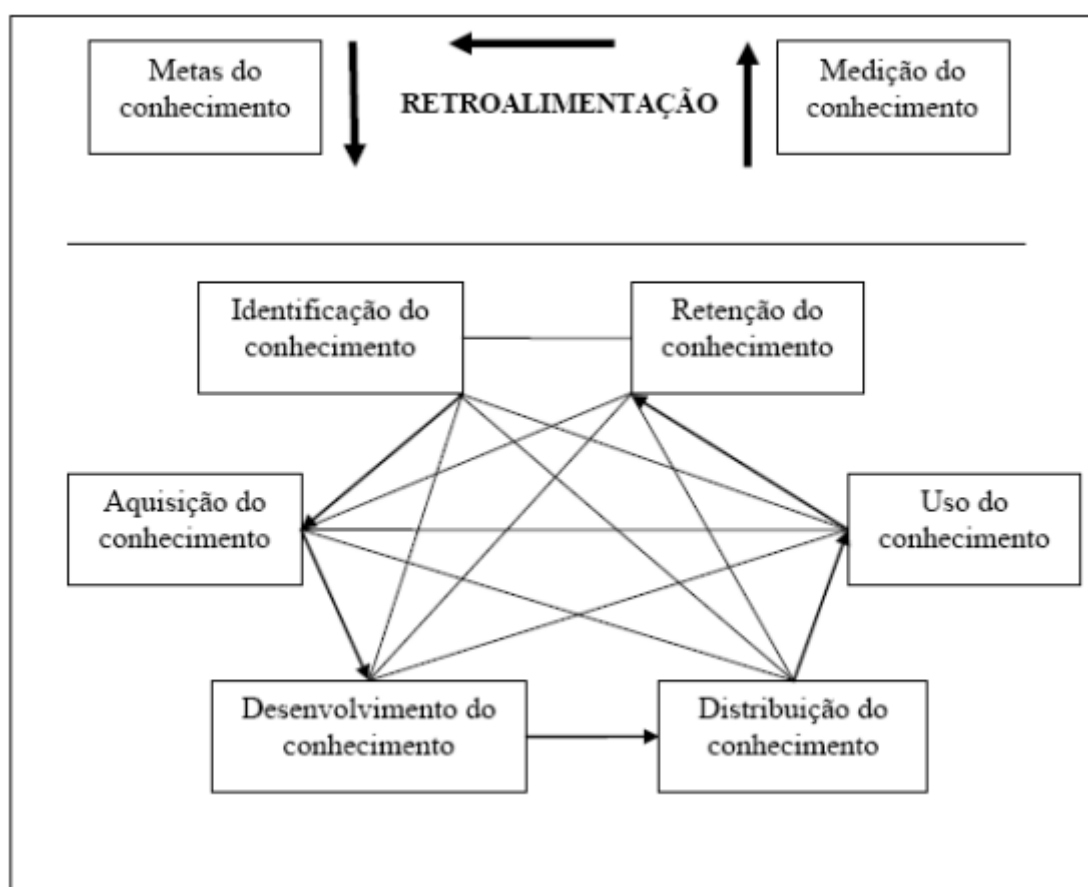 Metas do
conhecimento
RETROALIMENTAÇÃO
Medição do
conhecimento
Identificação do
conhecimento
Retenção do
conhecimento
Aquisição do
conhecimento
Uso do
conhecimento
Desenvolvimento do
conhecimento
Distribuição do
conhecimento